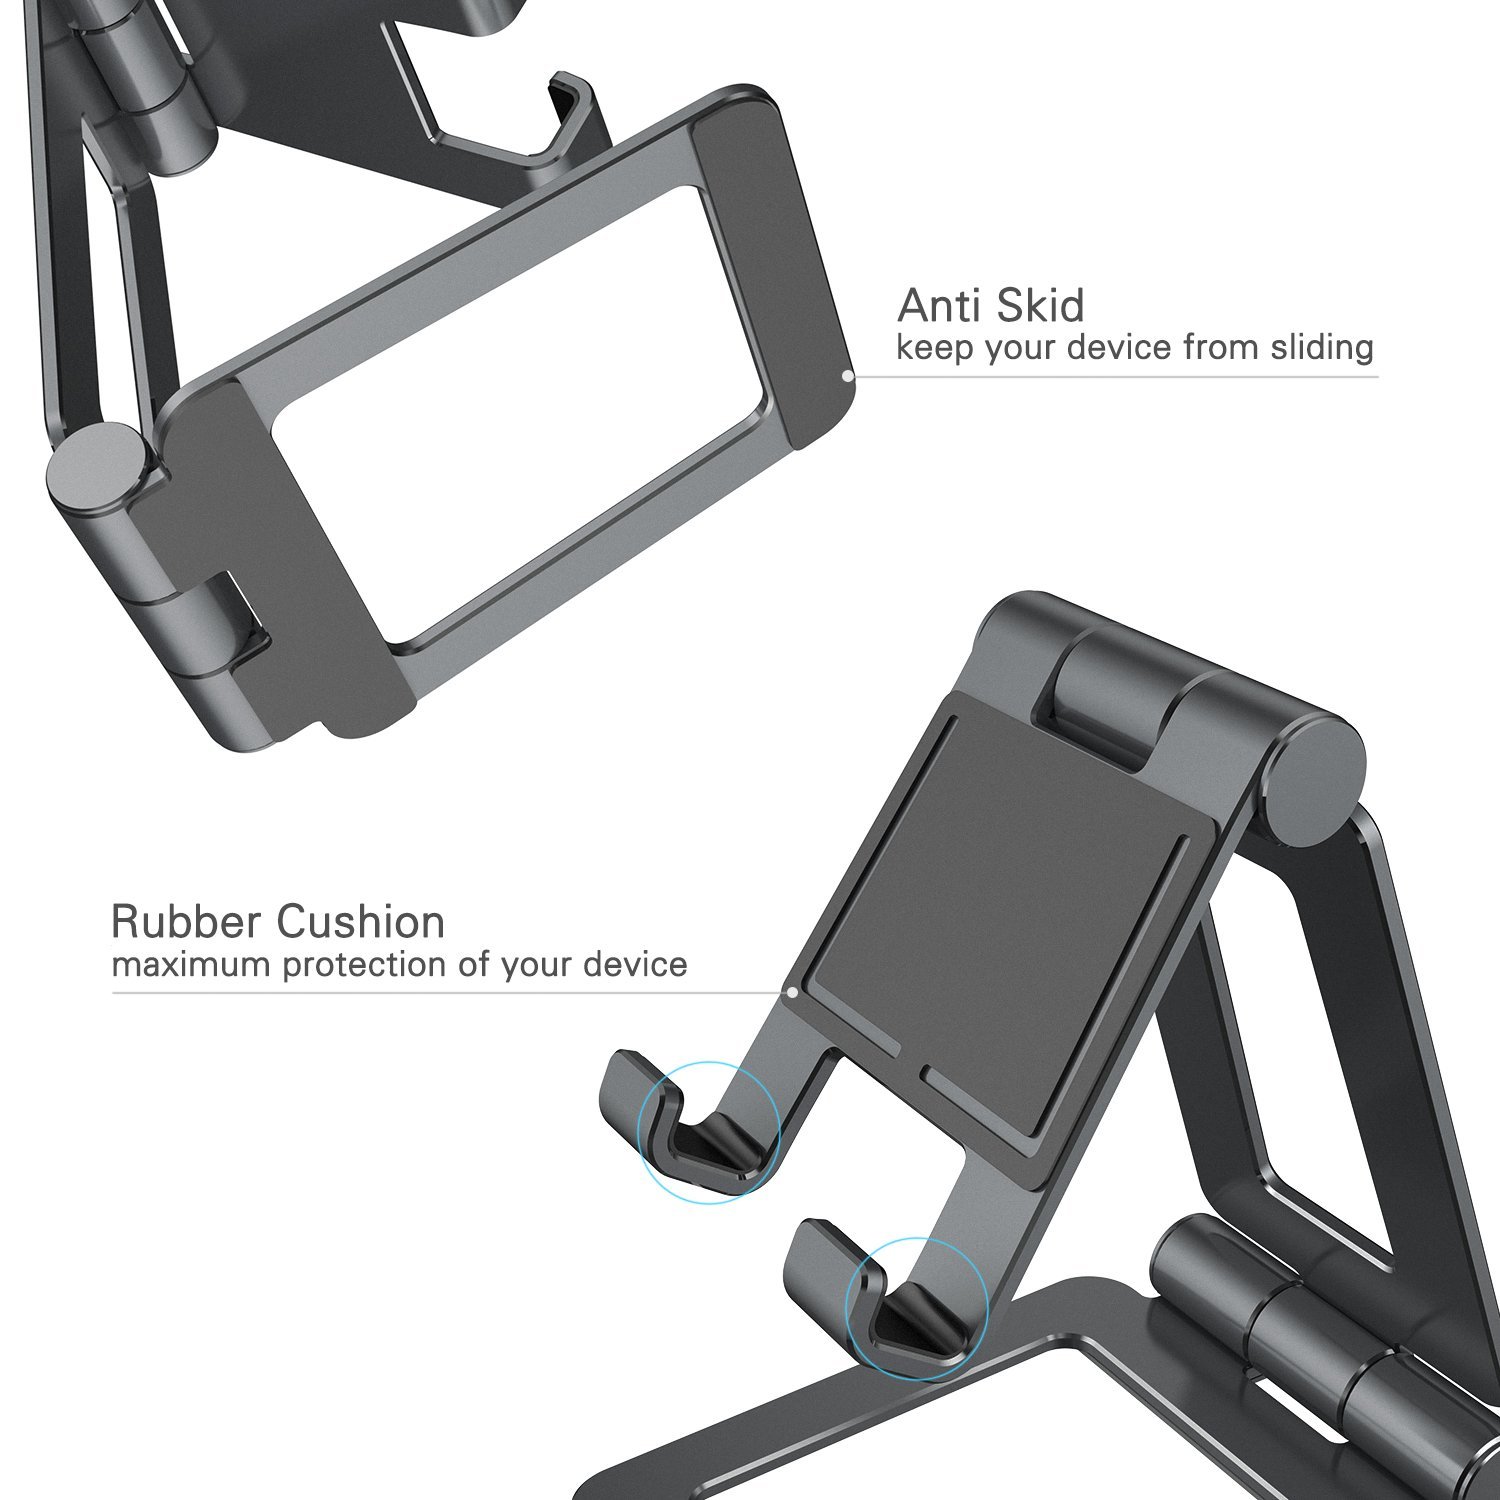 Anti Skid
keep your device from sliding
Rubber Cushion
maximum protection of your device